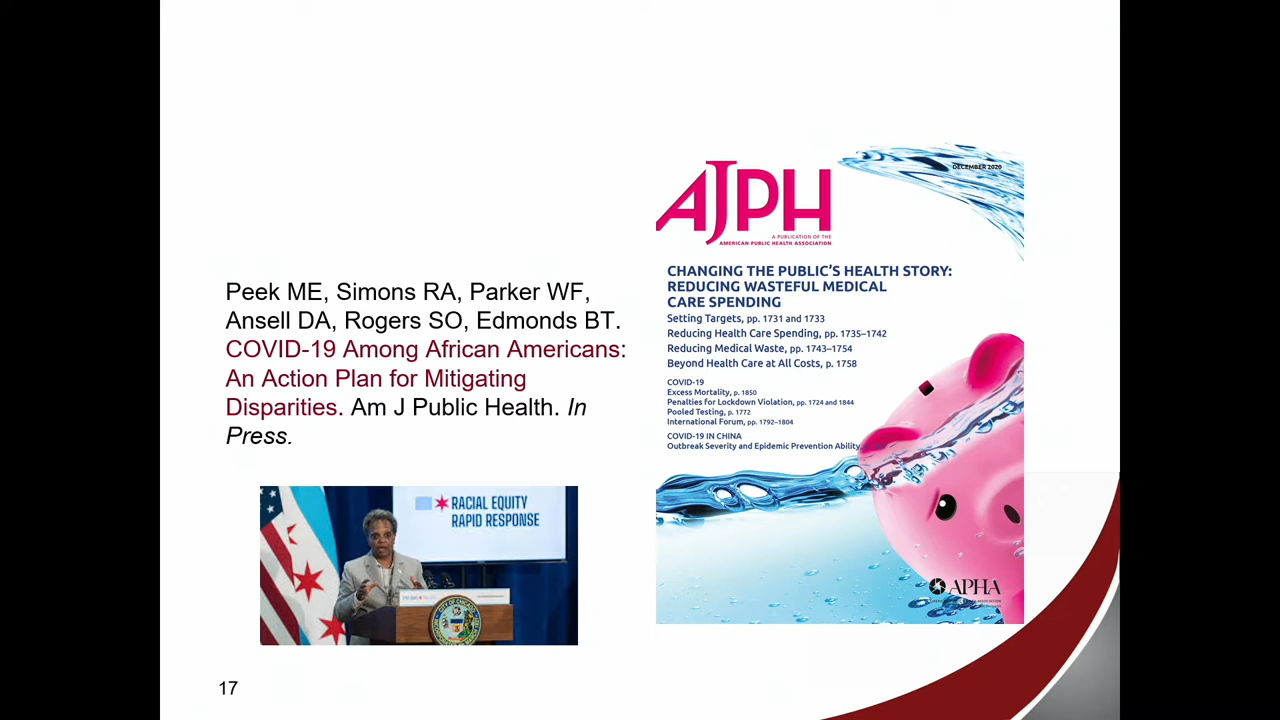 Peek ME, Simons RA, Parker WF,
Ansell DA, Rogers SO, Edmonds BT.
COVID-19 Among African Americans:
An Action Plan for Mitigating
Disparities. Am J Public Health. In
Press.
RACIAL EQUITY
RAPID RESPONSE
17
DECEMBER 2020
AJPH
A PUBLICATION OF THE
AMERICAN PUBLIC HEALTH ASSOCIATION
CHANGING THE PUBLIC'S HEALTH STORY:
REDUCING WASTEFUL MEDICAL
CARE SPENDING
Setting Targets, pp. 1731 and 1733
Reducing Health Care Spending, pp. 1735–1742
Reducing Medical Waste, pp. 1743–1754
Beyond Health Care at All Costs, p. 1758
COVID-19
Excess Mortality, p. 1850
Penalties for Lockdown Violation, pp. 1724 and 1844
Pooled Testing, p. 1772
International Forum, pp. 1792–1804
COVID-19 IN CHINA
Outbreak Severity and Epidemic Prevention Ability,
APHA